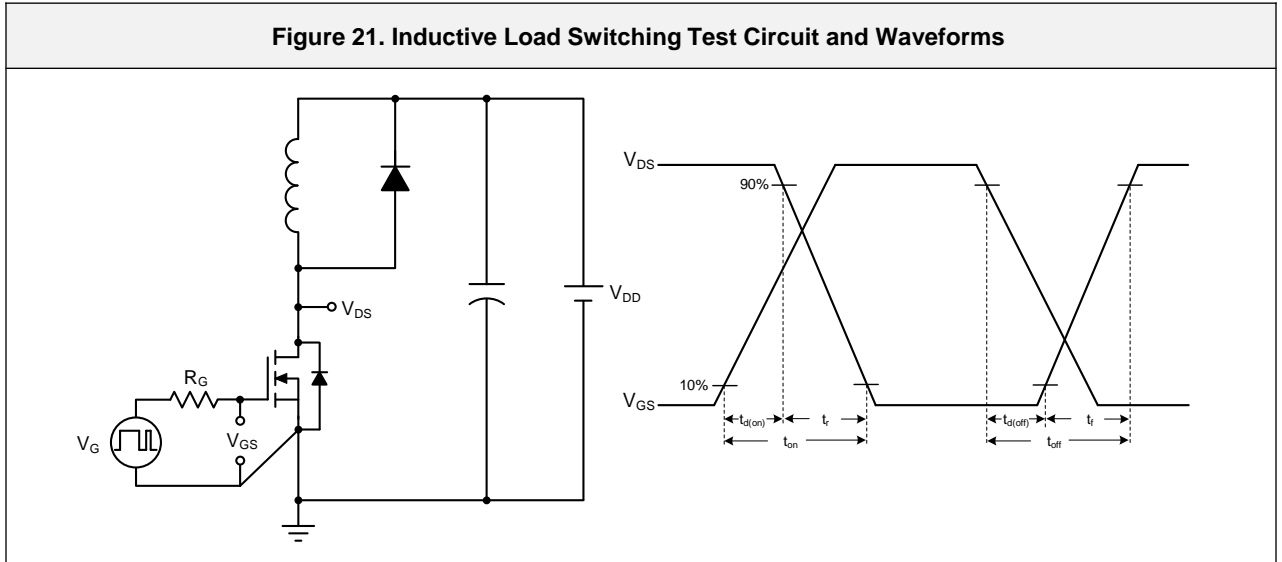 Figure 21. Inductive Load Switching Test Circuit and Waveforms
VDS
VDD
RG
VG
VGS
VDS
90%
10%
VGS
td(on)
tr
td(off)
tf
ton
toff